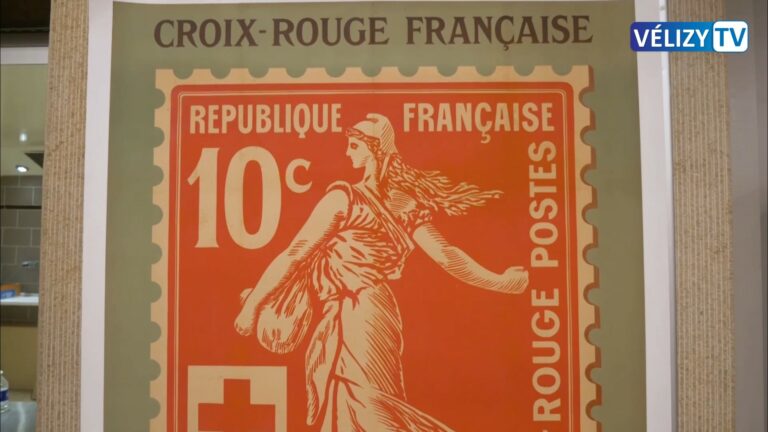 CROIX-ROUGE FRANÇAISE
VÉLIZY TV
REPUBLIQUE FRANÇAISE
10c
ROUGE POSTES